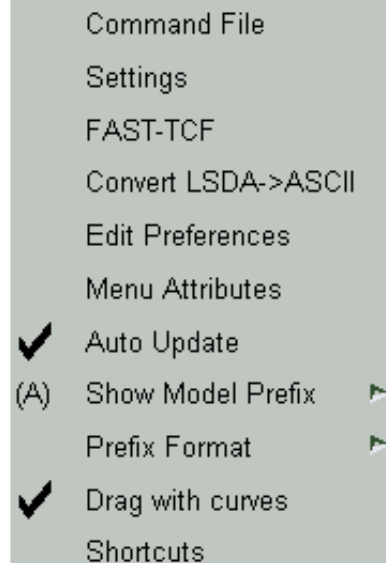 Command File
Settings
FAST-TCF
Convert LSDA->ASCII
Edit Preferences
Menu Attributes
Auto Update
(A) Show Model Prefix
Prefix Format
Drag with curves
Shortcuts